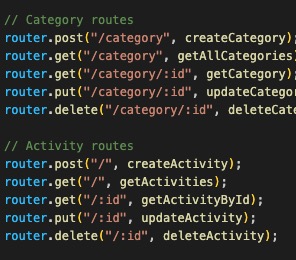 // Category routes
router.post("/category", createCategory);
router.get("/category", getAllCategories)
router.get("/category/:id", getCategory);
router.put("/category/:id", updateCategor
router.delete("/category/:id", deleteCate
// Activity routes
router.post("/", createActivity);
router.get("/", getActivities);
router.get("/:id", getActivityById);
router.put("/:id", updateActivity);
router.delete("/:id", deleteActivity);